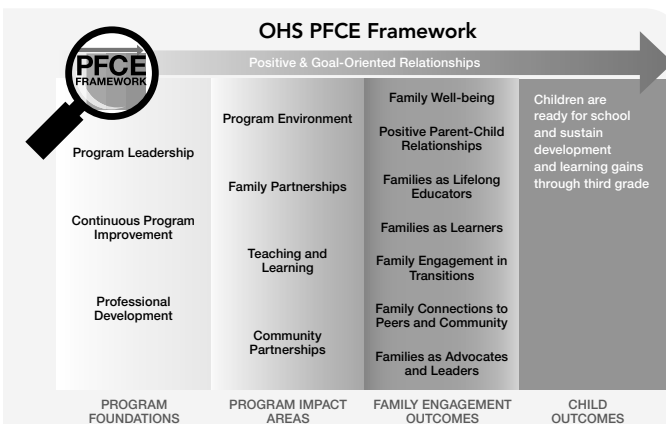 OHS PFCE Framework
PFCE
FRAMEWORK
Positive & Goal-Oriented Relationships
Program Leadership
Continuous Program
Improvement
Professional
Development
PROGRAM
FOUNDATIONS
Program Environment
Family Partnerships
Teaching and
Learning
Community
Partnerships
PROGRAM IMPACT
AREAS
Family Well-being
Positive Parent-Child
Relationships
Families as Lifelong
Educators
Families as Learners
Family Engagement in
Transitions
Family Connections to
Peers and Community
Families as Advocates
and Leaders
FAMILY ENGAGEMENT
OUTCOMES
Children are
ready for school
and sustain
development
and learning gains
through third grade
CHILD
OUTCOMES